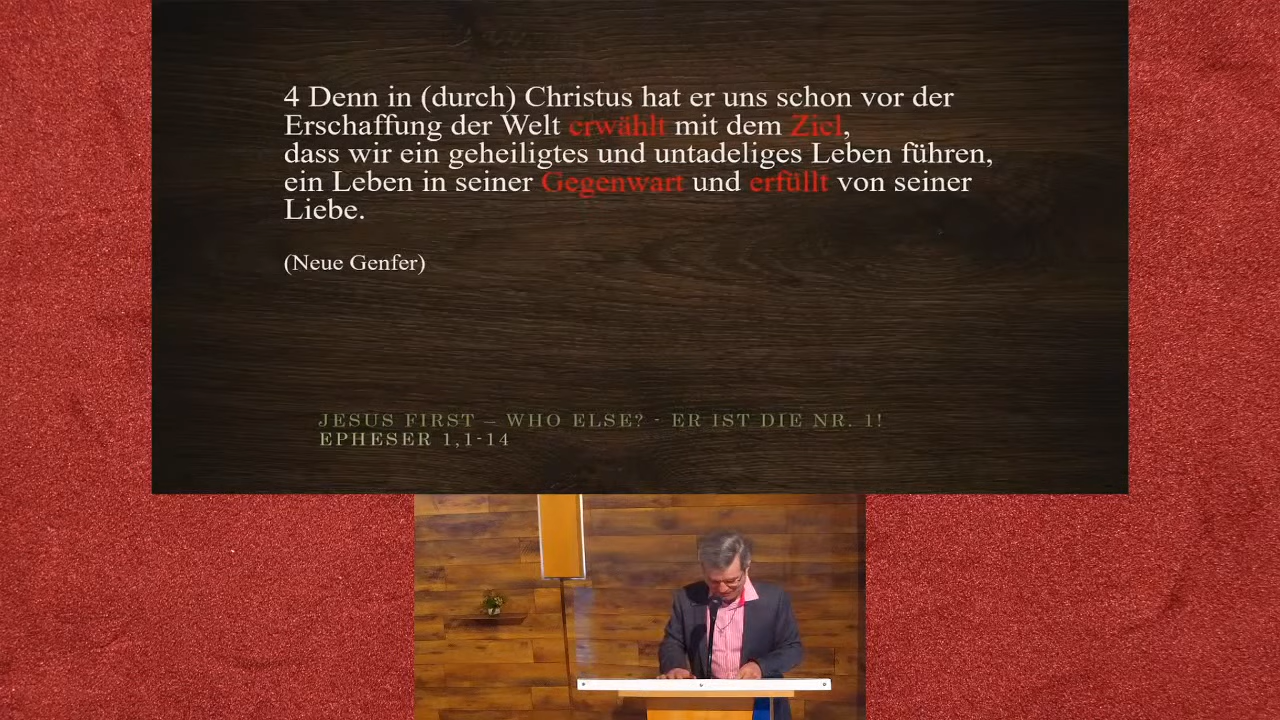 4 Denn in (durch) Christus hat er uns schon vor der
Erschaffung der Welt erwählt mit dem Ziel,
dass wir ein geheiligtes und untadeliges Leben führen,
ein Leben in seiner Gegenwart und erfüllt von seiner
Liebe.
(Neue Genfer)
JESUS FIRST – WHO ELSE? - ER IST DIE NR. 1!
EPHESER 1,1-14